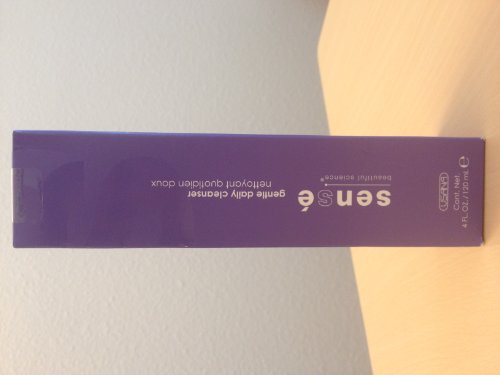 sensé
beautiful science®
gentle daily cleanser
nettoyant quotidien doux
USANA
Cont. Net.
4 FL. OZ. / 120 mL e